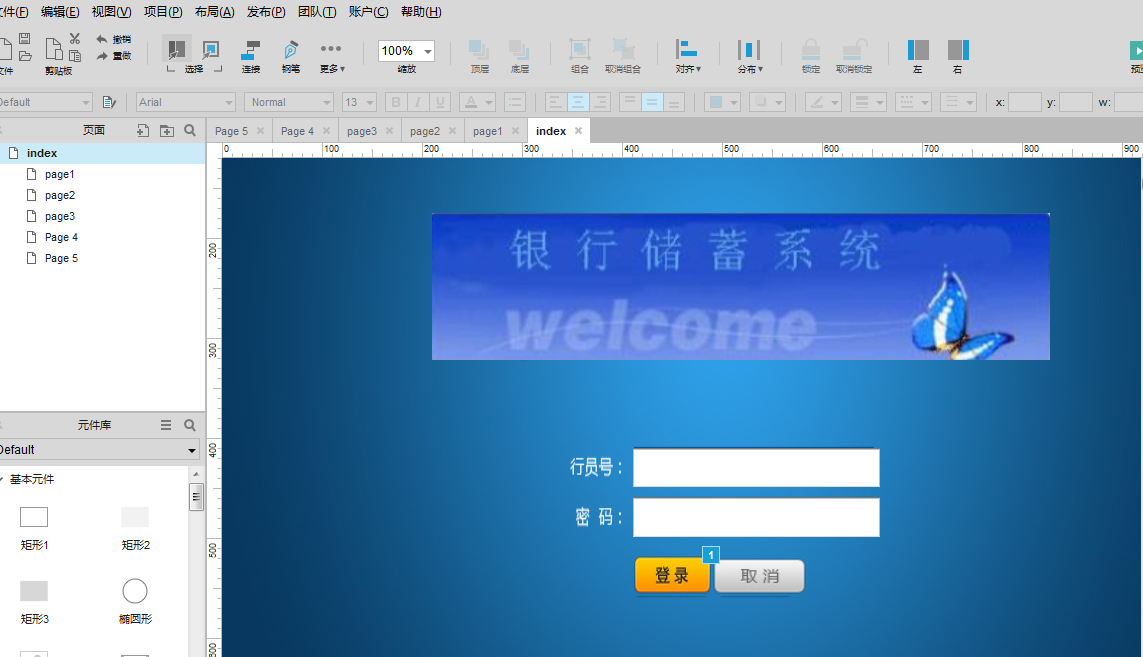 文件(F) 编辑(E) 视图(V) 项目(P) 布局(A) 发布(P) 团队(T) 账户(C) 帮助(H)
撤销
重做
100%
文件 剪贴板 选择 连接 钢笔 更多▾ 缩放 顶层 底层 组合 取消组合 对齐▾ 分布▾ 锁定 取消锁定 左 右 预览
Default Arial Normal 13 B I U A x: y: w:
页面
Page 5 Page 4 page3 page2 page1 index
index
page1
page2
page3
Page 4
Page 5
0 100 200 300 400 500 600 700 800 900
200
300
400
500
银行储蓄系统
welcome
行员号：
密 码：
1
登录 取消
元件库
Default
基本元件
矩形1 矩形2
矩形3 椭圆形